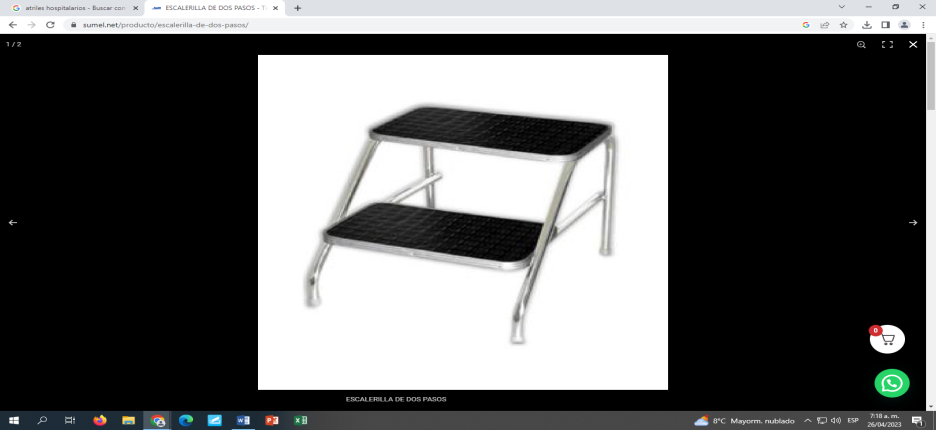 atriles hospitalarios - Buscar con
ESCALERILLA DE DOS PASOS - T
sumel.net/producto/escalerilla-de-dos-pasos/
1 / 2
0
ESCALERILLA DE DOS PASOS
8°C Mayorm. nublado
ESP
7:18 a. m.
26/04/2023